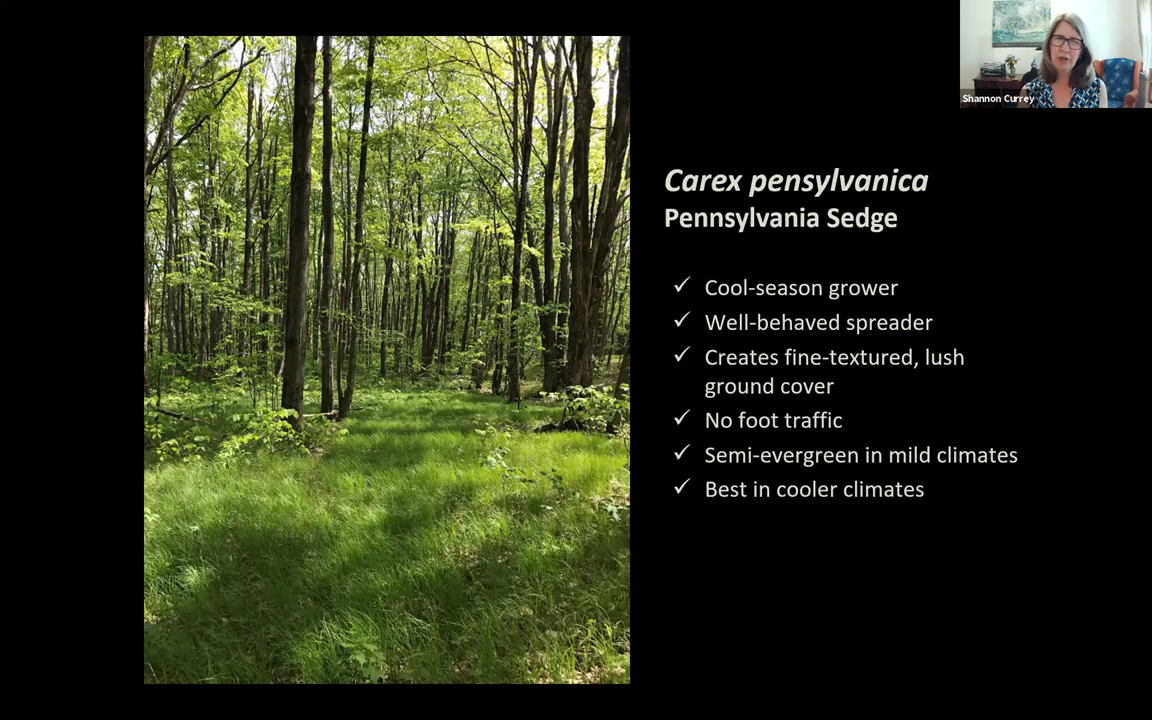 Shannon Currey
Carex pensylvanica
Pennsylvania Sedge
✓ Cool-season grower
✓ Well-behaved spreader
✓ Creates fine-textured, lush
ground cover
✓ No foot traffic
✓ Semi-evergreen in mild climates
✓ Best in cooler climates